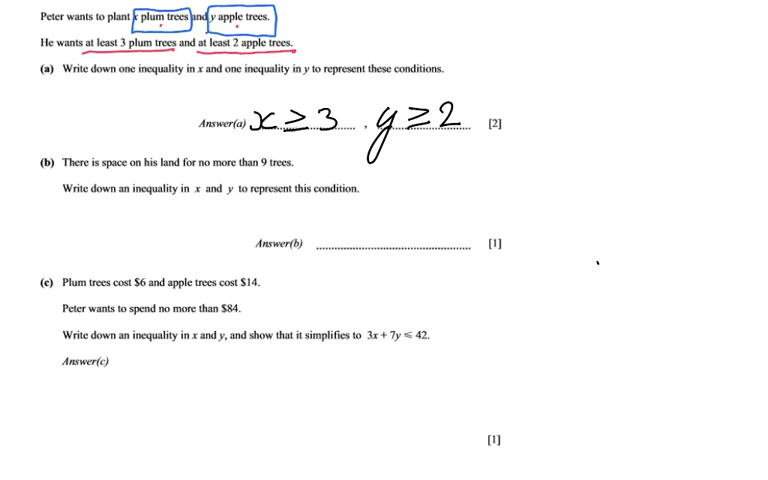 Peter wants to plant x plum trees and y apple trees.
He wants at least 3 plum trees and at least 2 apple trees.
(a) Write down one inequality in x and one inequality in y to represent these conditions.
Answer(a) x ≥ 3 , y ≥ 2 [2]
(b) There is space on his land for no more than 9 trees.
Write down an inequality in x and y to represent this condition.
Answer(b) ................................................... [1]
(c) Plum trees cost $6 and apple trees cost $14.
Peter wants to spend no more than $84.
Write down an inequality in x and y, and show that it simplifies to 3x + 7y ⩽ 42.
Answer(c)
[1]